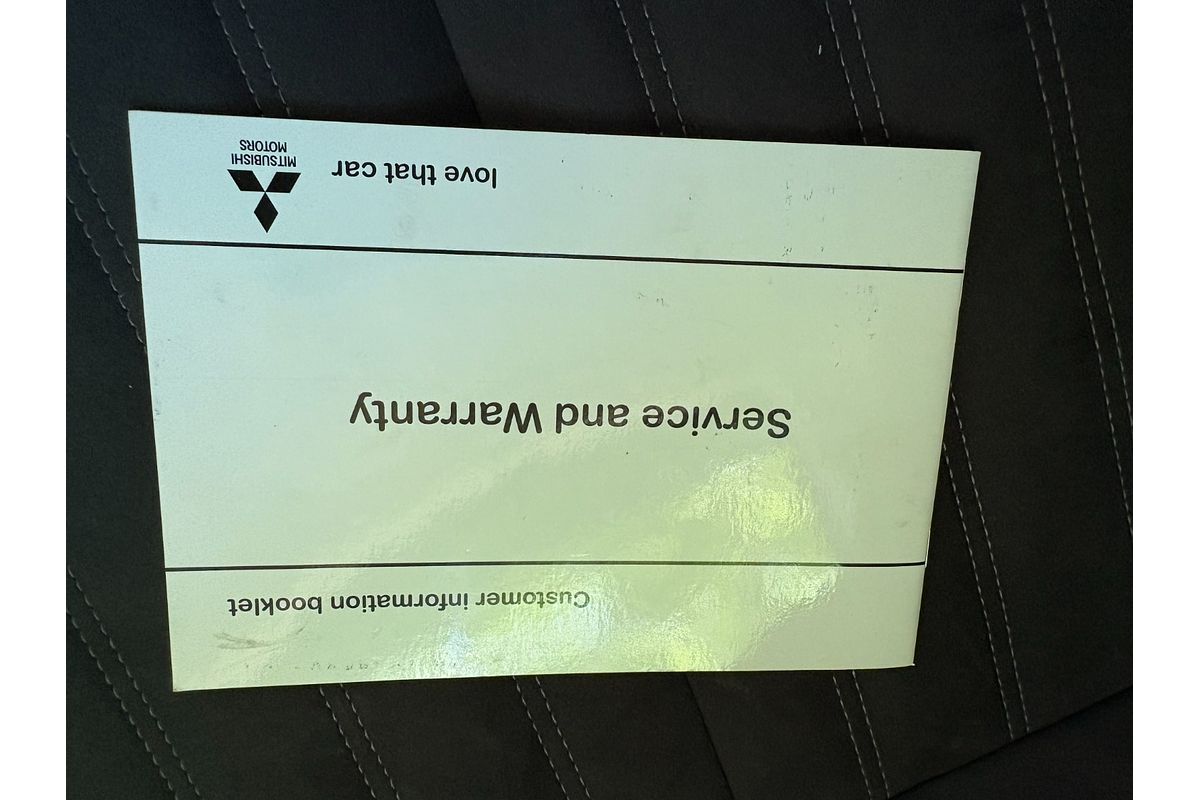 Customer information booklet
Service and Warranty
love that car
MITSUBISHI
MOTORS